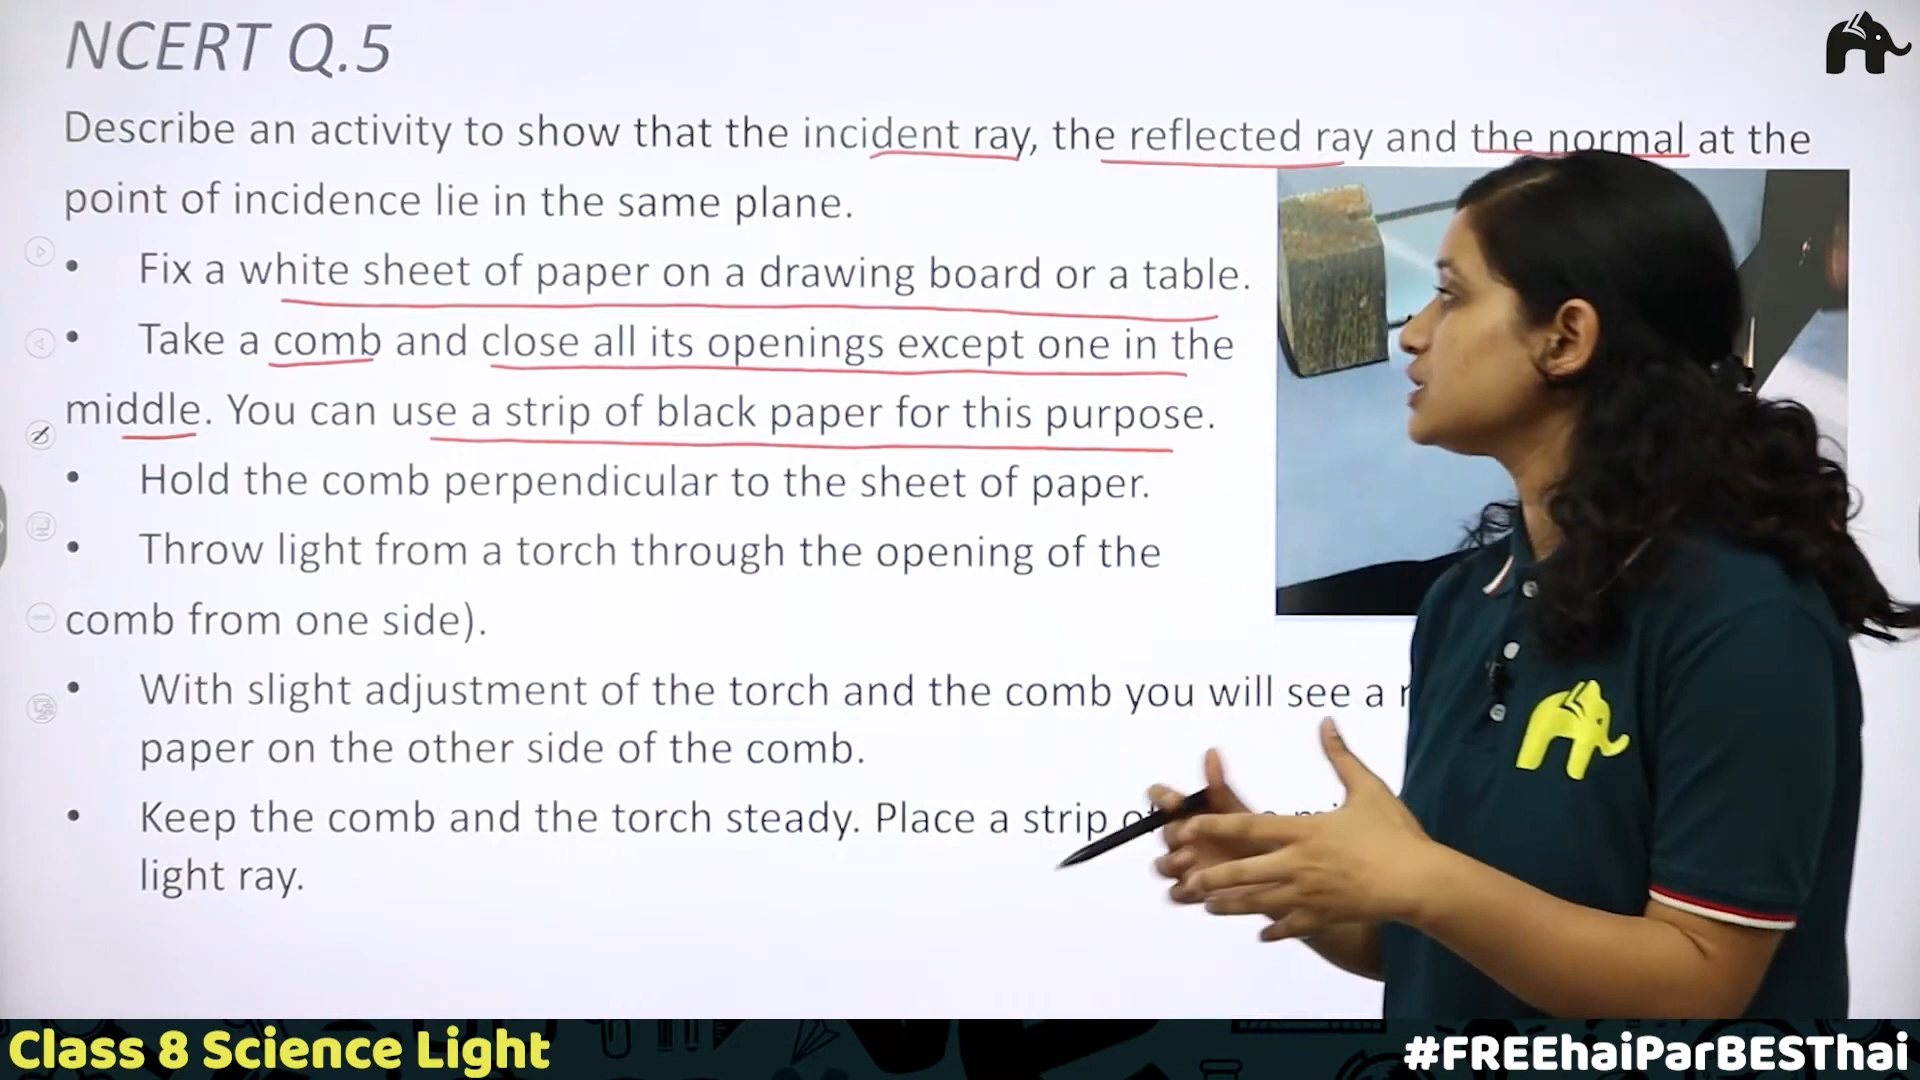 NCERT Q.5
Describe an activity to show that the incident ray, the reflected ray and the normal at the
point of incidence lie in the same plane.
• Fix a white sheet of paper on a drawing board or a table.
• Take a comb and close all its openings except one in the
middle. You can use a strip of black paper for this purpose.
• Hold the comb perpendicular to the sheet of paper.
• Throw light from a torch through the opening of the
comb from one side).
• With slight adjustment of the torch and the comb you will see a
paper on the other side of the comb.
• Keep the comb and the torch steady. Place a strip
light ray.
Class 8 Science Light
#FREEhaiParBESThai